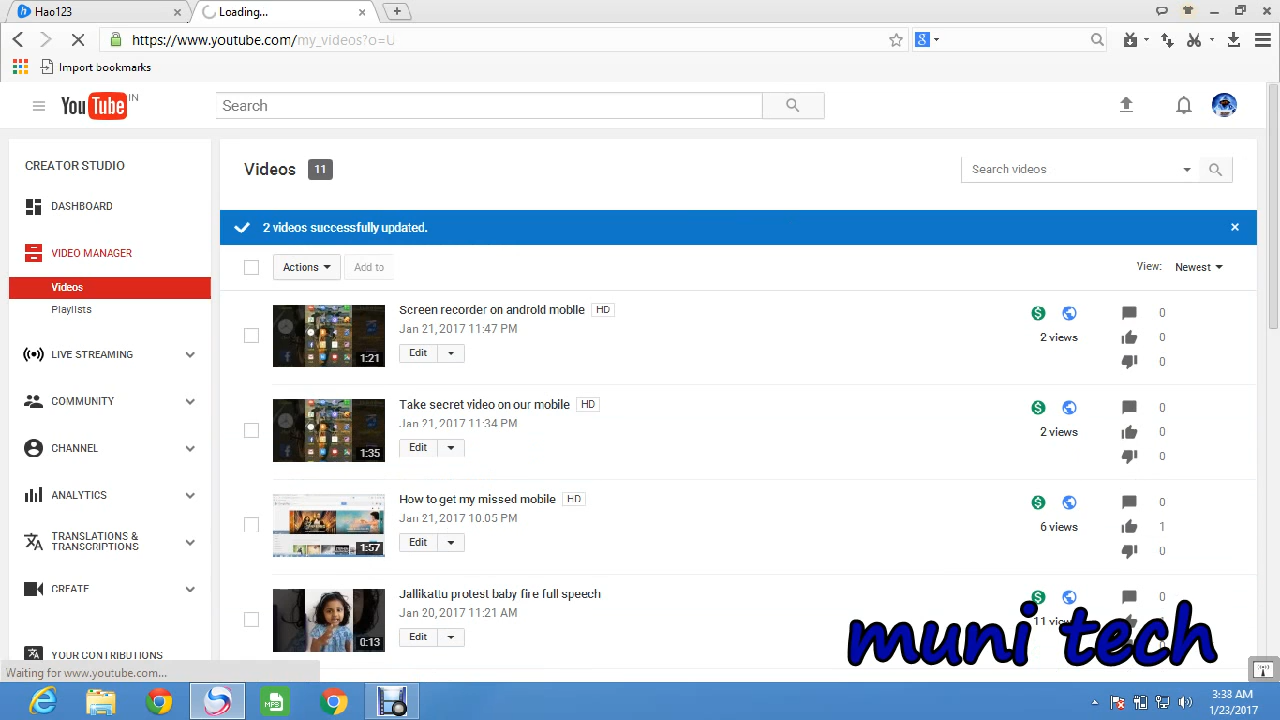 Hao123
Loading...
https://www.youtube.com/my_videos?o=U
Import bookmarks
YouTube IN
Search
CREATOR STUDIO
DASHBOARD
VIDEO MANAGER
Videos
Playlists
LIVE STREAMING
COMMUNITY
CHANNEL
ANALYTICS
TRANSLATIONS &
TRANSCRIPTIONS
CREATE
YOUR CONTRIBUTIONS
Videos 11
Search videos
2 videos successfully updated.
Actions
Add to
View: Newest
Screen recorder on android mobile HD
Jan 21, 2017 11:47 PM
Edit
1:21
2 views
0
0
0
Take secret video on our mobile HD
Jan 21, 2017 11:34 PM
Edit
1:35
2 views
0
0
0
How to get my missed mobile HD
Jan 21, 2017 10:05 PM
Edit
1:57
6 views
0
1
0
Jallikattu protest baby fire full speech
Jan 20, 2017 11:21 AM
Edit
0:13
11 views
0
muni tech
Waiting for www.youtube.com...
3:38 AM
1/23/2017